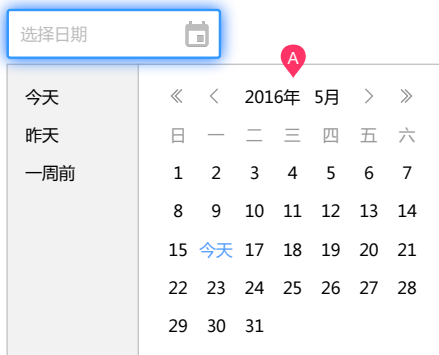 选择日期
A
今天
昨天
一周前
« < 2016年 5月 > »
日 一 二 三 四 五 六
1 2 3 4 5 6 7
8 9 10 11 12 13 14
15 今天 17 18 19 20 21
22 23 24 25 26 27 28
29 30 31